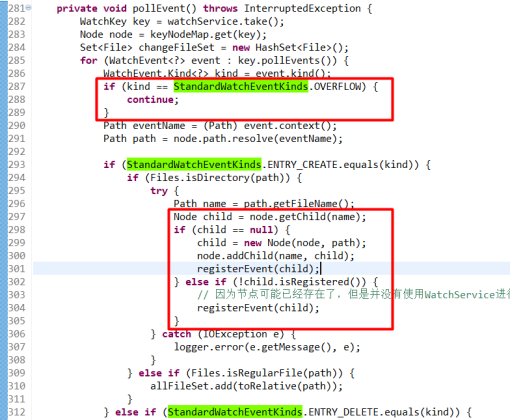 281 private void pollEvent() throws InterruptedException {
282 WatchKey key = watchService.take();
283 Node node = keyNodeMap.get(key);
284 Set<File> changeFileSet = new HashSet<File>();
285 for (WatchEvent<?> event : key.pollEvents()) {
286 WatchEvent.Kind<?> kind = event.kind();
287 if (kind == StandardWatchEventKinds.OVERFLOW) {
288 continue;
289 }
290 Path eventName = (Path) event.context();
291 Path path = node.path.resolve(eventName);
292
293 if (StandardWatchEventKinds.ENTRY_CREATE.equals(kind)) {
294 if (Files.isDirectory(path)) {
295 try {
296 Path name = path.getFileName();
297 Node child = node.getChild(name);
298 if (child == null) {
299 child = new Node(node, path);
300 node.addChild(name, child);
301 registerEvent(child);
302 } else if (!child.isRegistered()) {
303 // 因为节点可能已经存在了，但是并没有使用WatchService进
304 registerEvent(child);
305 }
306 } catch (IOException e) {
307 logger.error(e.getMessage(), e);
308 }
309 } else if (Files.isRegularFile(path)) {
310 allFileSet.add(toRelative(path));
311 }
312 } else if (StandardWatchEventKinds.ENTRY_DELETE.equals(kind)) {